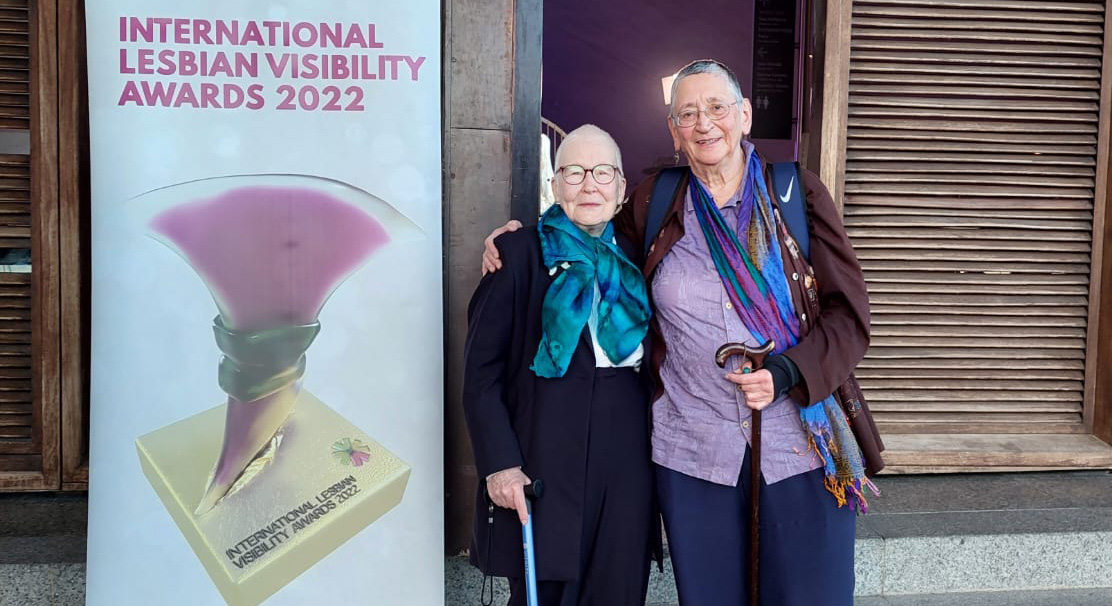 INTERNATIONAL
LESBIAN VISIBILITY
AWARDS 2022
INTERNATIONAL LESBIAN
VISIBILITY AWARDS 2022